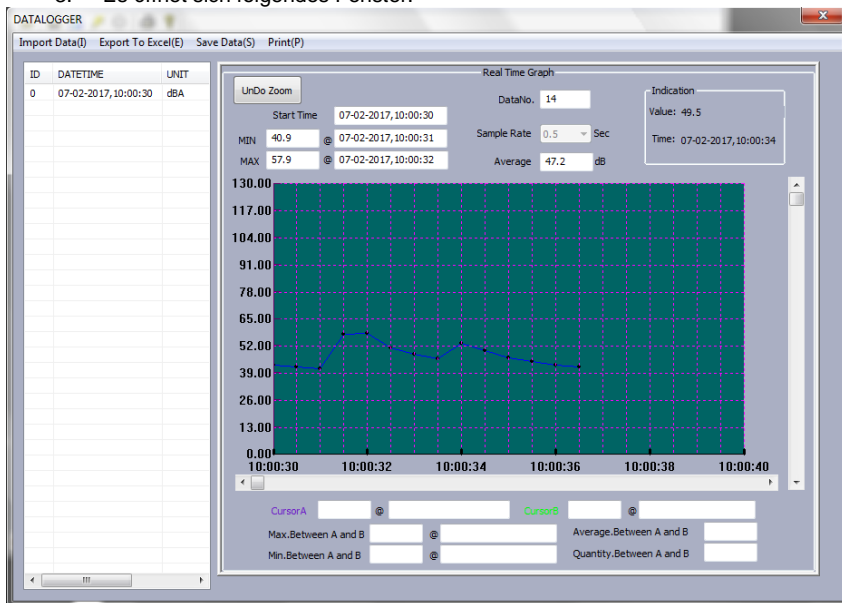 Es öffnet sich folgendes Fenster:
DATALOGGER
Import Data(I) Export To Excel(E) Save Data(S) Print(P)
ID DATETIME UNIT
0 07-02-2017,10:00:30 dBA
Real Time Graph
UnDo Zoom
DataNo. 14
Indication
Value: 49.5
Time: 07-02-2017,10:00:34
Start Time 07-02-2017,10:00:30
MIN 40.9 @ 07-02-2017,10:00:31
Sample Rate 0.5 Sec
MAX 57.9 @ 07-02-2017,10:00:32
Average 47.2 dB
130.00
117.00
104.00
91.00
78.00
65.00
52.00
39.00
26.00
13.00
0.00
10:00:30 10:00:32 10:00:34 10:00:36 10:00:38 10:00:40
CursorA @ CursorB @
Max.Between A and B @ Average.Between A and B
Min.Between A and B @ Quantity.Between A and B